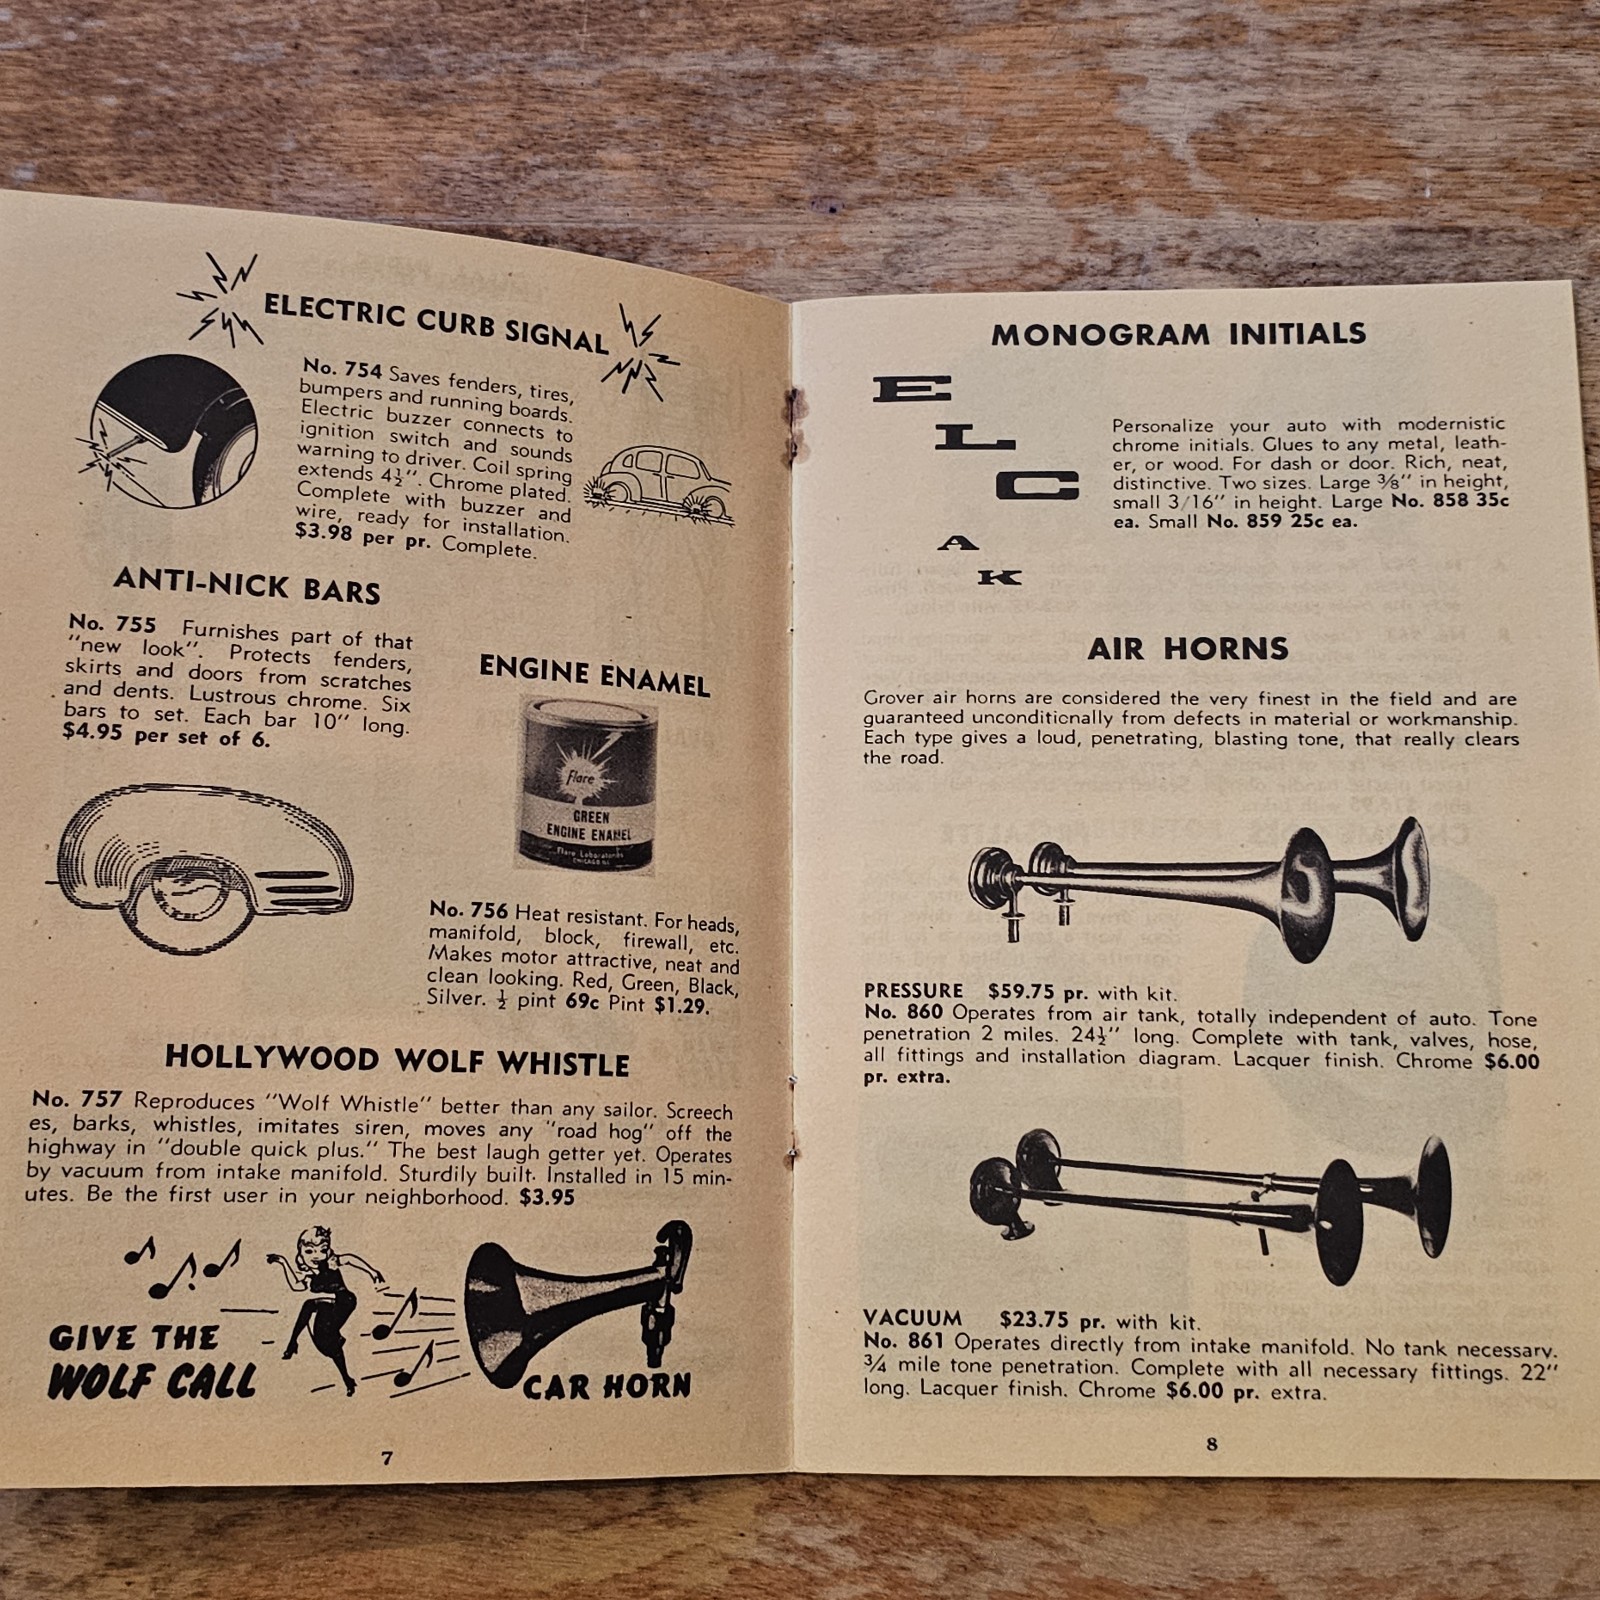 ELECTRIC CURB SIGNAL
No. 754 Saves fenders, tires,
bumpers and running boards.
Electric buzzer connects to
ignition switch and sounds
warning to driver. Coil spring
extends 4½". Chrome plated.
Complete with buzzer and
wire, ready for installation.
$3.98 per pr. Complete.
ANTI-NICK BARS
No. 755 Furnishes part of that
"new look". Protects fenders,
skirts and doors from scratches
and dents. Lustrous chrome. Six
bars to set. Each bar 10" long.
$4.95 per set of 6.
ENGINE ENAMEL
Flare
GREEN
ENGINE ENAMEL
Flare Laboratories
CHICAGO ILL
No. 756 Heat resistant. For heads,
manifold, block, firewall, etc.
Makes motor attractive, neat and
clean looking. Red, Green, Black,
Silver. ½ pint 69c Pint $1.29.
HOLLYWOOD WOLF WHISTLE
No. 757 Reproduces "Wolf Whistle" better than any sailor. Screech
es, barks, whistles, imitates siren, moves any "road hog" off the
highway in "double quick plus." The best laugh getter yet. Operates
by vacuum from intake manifold. Sturdily built. Installed in 15 min-
utes. Be the first user in your neighborhood. $3.95
GIVE THE
WOLF CALL
CAR HORN
7
MONOGRAM INITIALS
E
L
C
A
K
Personalize your auto with modernistic
chrome initials. Glues to any metal, leath-
er, or wood. For dash or door. Rich, neat,
distinctive. Two sizes. Large ⅜" in height,
small 3/16" in height. Large No. 858 35c
ea. Small No. 859 25c ea.
AIR HORNS
Grover air horns are considered the very finest in the field and are
guaranteed unconditionally from defects in material or workmanship.
Each type gives a loud, penetrating, blasting tone, that really clears
the road.
PRESSURE $59.75 pr. with kit.
No. 860 Operates from air tank, totally independent of auto. Tone
penetration 2 miles. 24½" long. Complete with tank, valves, hose,
all fittings and installation diagram. Lacquer finish. Chrome $6.00
pr. extra.
VACUUM $23.75 pr. with kit.
No. 861 Operates directly from intake manifold. No tank necessary.
¾ mile tone penetration. Complete with all necessary fittings. 22"
long. Lacquer finish. Chrome $6.00 pr. extra.
8